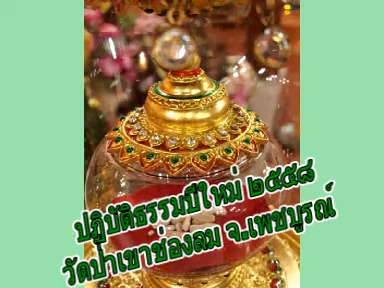 ปฏิบัติธรรมปีใหม่ ๒๕๕๘
วัดป่าเขาช่องลม จ.เพชบูรณ์